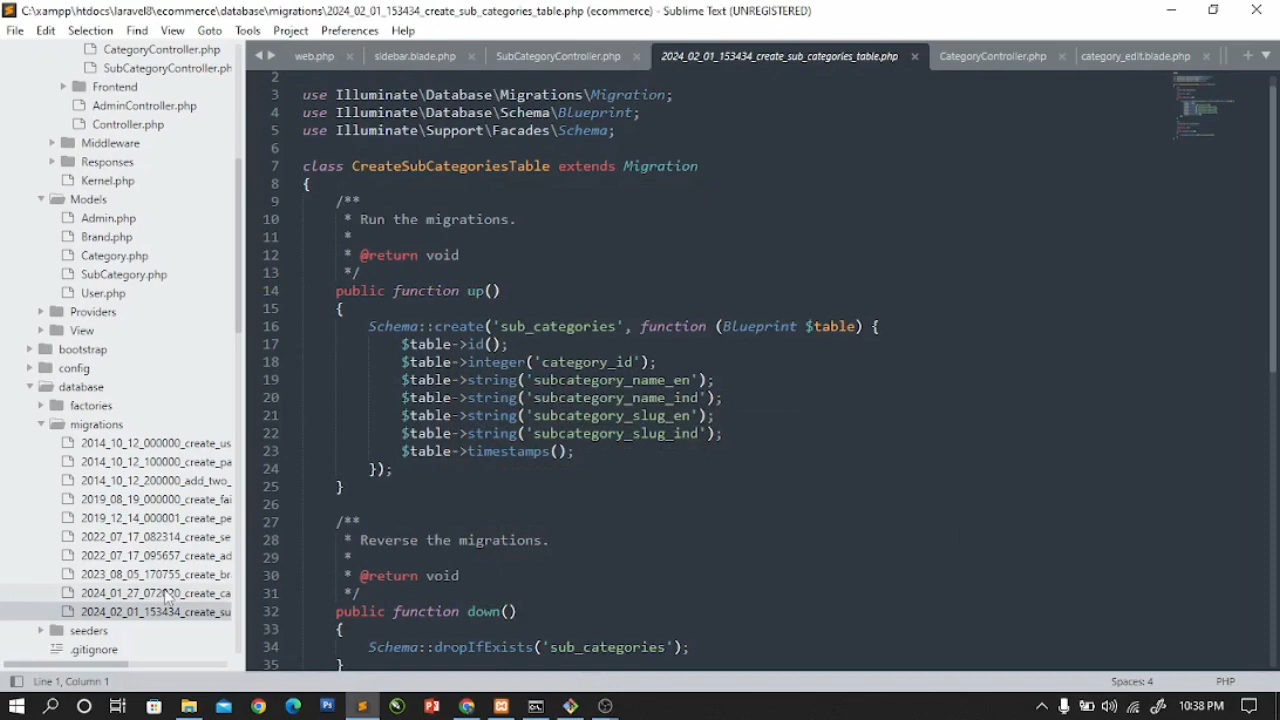 C:\xampp\htdocs\laravel8\ecommerce\database\migrations\2024_02_01_153434_create_sub_categories_table.php (ecommerce) - Sublime Text (UNREGISTERED)
File Edit Selection Find View Goto Tools Project Preferences Help
web.php sidebar.blade.php SubCategoryController.php 2024_02_01_153434_create_sub_categories_table.php CategoryController.php category_edit.blade.php
CategoryController.php
SubCategoryController.ph
Frontend
AdminController.php
Controller.php
Middleware
Responses
Kernel.php
Models
Admin.php
Brand.php
Category.php
SubCategory.php
User.php
Providers
View
bootstrap
config
database
factories
migrations
2014_10_12_000000_create_us
2014_10_12_100000_create_pa
2014_10_12_200000_add_two_
2019_08_19_000000_create_fai
2019_12_14_000001_create_pe
2022_07_17_082314_create_se
2022_07_17_095657_create_ad
2023_08_05_170755_create_br
_create_ca
2024_02_01_153434_create_su
seeders
.gitignore
2
3 use Illuminate\Database\Migrations\Migration;
4 use Illuminate\Database\Schema\Blueprint;
5 use Illuminate\Support\Facades\Schema;
6
7 class CreateSubCategoriesTable extends Migration
8 {
9 /**
10 * Run the migrations.
11 *
12 * @return void
13 */
14 public function up()
15 {
16 Schema::create('sub_categories', function (Blueprint $table) {
17 $table->id();
18 $table->integer('category_id');
19 $table->string('subcategory_name_en');
20 $table->string('subcategory_name_ind');
21 $table->string('subcategory_slug_en');
22 $table->string('subcategory_slug_ind');
23 $table->timestamps();
24 });
25 }
26
27 /**
28 * Reverse the migrations.
29 *
30 * @return void
31 */
32 public function down()
33 {
34 Schema::dropIfExists('sub_categories');
35 }
Line 1, Column 1 Spaces: 4 PHP
10:38 PM